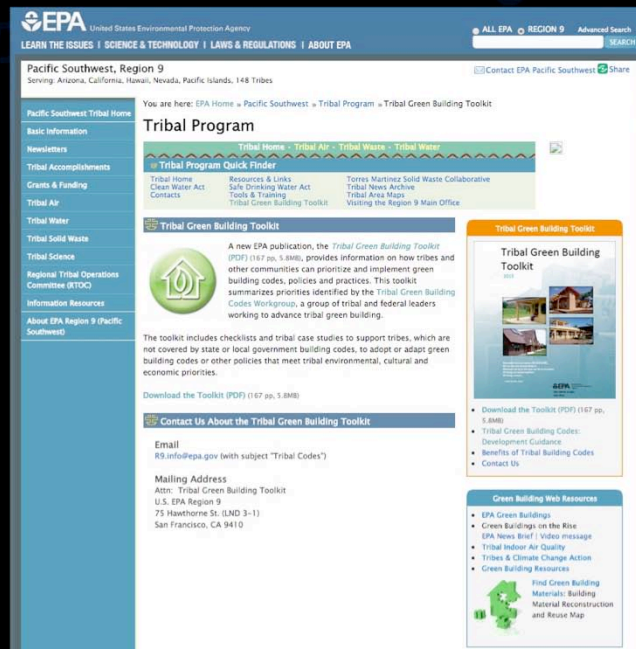 EPA United States Environmental Protection Agency
ALL EPA REGION 9 Advanced Search
LEARN THE ISSUES | SCIENCE & TECHNOLOGY | LAWS & REGULATIONS | ABOUT EPA
SEARCH
Pacific Southwest, Region 9
Serving: Arizona, California, Hawaii, Nevada, Pacific Islands, 148 Tribes
Contact EPA Pacific Southwest Share
You are here: EPA Home » Pacific Southwest » Tribal Program » Tribal Green Building Toolkit
Pacific Southwest Tribal Home
Basic Information
Newsletters
Tribal Accomplishments
Grants & Funding
Tribal Air
Tribal Water
Tribal Solid Waste
Tribal Science
Regional Tribal Operations
Committee (RTOC)
Information Resources
About EPA Region 9 (Pacific
Southwest)
Tribal Program
Tribal Home - Tribal Air - Tribal Waste - Tribal Water
Tribal Program Quick Finder
Tribal Home Resources & Links Torres Martinez Solid Waste Collaborative
Clean Water Act Safe Drinking Water Act Tribal News Archive
Contacts Tools & Training Tribal Area Maps
Tribal Green Building Toolkit Visiting the Region 9 Main Office
Tribal Green Building Toolkit
A new EPA publication, the Tribal Green Building Toolkit
(PDF) (167 pp, 5.8MB), provides information on how tribes and
other communities can prioritize and implement green
building codes, policies and practices. This toolkit
summarizes priorities identified by the Tribal Green Building
Codes Workgroup, a group of tribal and federal leaders
working to advance tribal green building.
The toolkit includes checklists and tribal case studies to support tribes, which are
not covered by state or local government building codes, to adopt or adapt green
building codes or other policies that meet tribal environmental, cultural and
economic priorities.
Download the Toolkit (PDF) (167 pp, 5.8MB)
Contact Us About the Tribal Green Building Toolkit
Email
R9.info@epa.gov (with subject "Tribal Codes")
Mailing Address
Attn: Tribal Green Building Toolkit
U.S. EPA Region 9
75 Hawthorne St. (LND 3-1)
San Francisco, CA 9410
Tribal Green Building Toolkit
Tribal Green Building
Toolkit
EPA
Download the Toolkit (PDF) (167 pp,
5.8MB)
Tribal Green Building Codes:
Development Guidance
Benefits of Tribal Building Codes
Contact Us
Green Building Web Resources
EPA Green Buildings
Green Buildings on the Rise
EPA News Brief | Video message
Tribal Indoor Air Quality
Tribes & Climate Change Action
Green Building Resources
Find Green Building
Materials: Building
Material Reconstruction
and Reuse Map